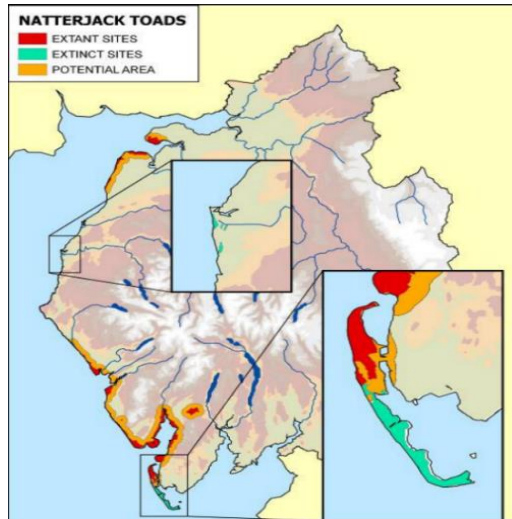 NATTERJACK TOADS
EXTANT SITES
EXTINCT SITES
POTENTIAL AREA